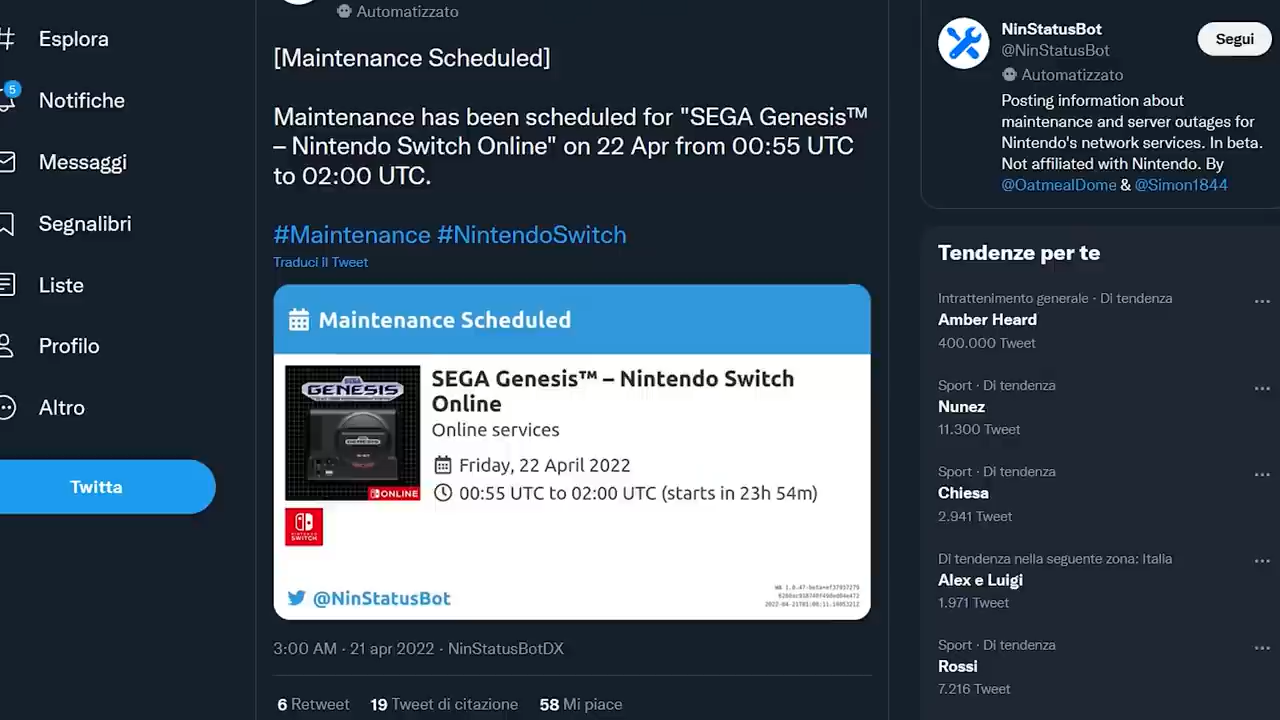 Esplora
5
Notifiche
Messaggi
Segnalibri
Liste
Profilo
Altro
Twitta
Automatizzato
[Maintenance Scheduled]
Maintenance has been scheduled for "SEGA Genesis™
– Nintendo Switch Online" on 22 Apr from 00:55 UTC
to 02:00 UTC.
#Maintenance #NintendoSwitch
Traduci Il Tweet
Maintenance Scheduled
SEGA
GENESIS
GENESIS
ONLINE
NINTENDO
SWITCH
SEGA Genesis™ – Nintendo Switch
Online
Online services
Friday, 22 April 2022
00:55 UTC to 02:00 UTC (starts in 23h 54m)
@NinStatusBot
3:00 AM · 21 apr 2022 · NinStatusBotDX
6 Retweet 19 Tweet di citazione 58 Mi piace
NinStatusBot
@NinStatusBot
Segui
Automatizzato
Posting information about
maintenance and server outages for
Nintendo's network services. In beta.
Not affiliated with Nintendo. By
@OatmealDome & @Simon1844
Tendenze per te
Intrattenimento generale · Di tendenza
Amber Heard
400.000 Tweet
Sport · Di tendenza
Nunez
11.300 Tweet
Sport · Di tendenza
Chiesa
2.941 Tweet
Di tendenza nella seguente zona: Italia
Alex e Luigi
1.971 Tweet
Sport · Di tendenza
Rossi
7.216 Tweet